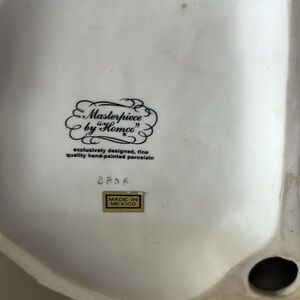 Masterpiece
"by Homco"®
exclusively designed, fine
quality hand-painted porcelain
MADE IN
MEXICO